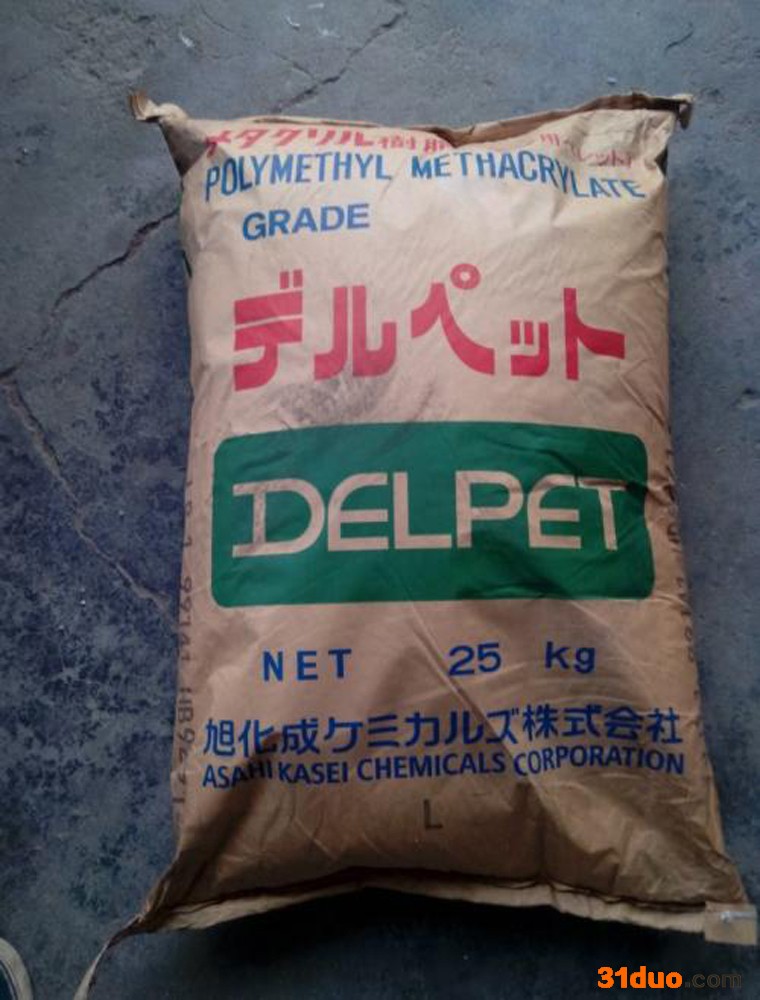 メタクリル樹脂
POLYMETHYL METHACRYLATE
GRADE
デルペット
DELPET
NET 25 kg
旭化成ケミカルズ株式会社
ASAHI KASEI CHEMICALS CORPORATION
L
31duo.com